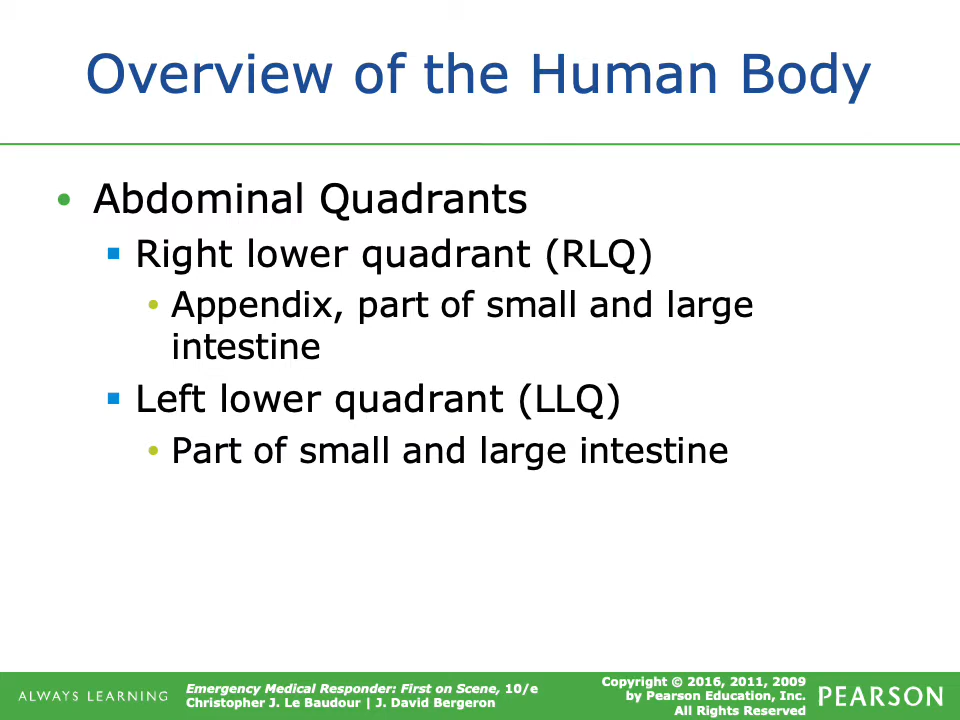 Overview of the Human Body
• Abdominal Quadrants
▪ Right lower quadrant (RLQ)
• Appendix, part of small and large
intestine
▪ Left lower quadrant (LLQ)
• Part of small and large intestine
ALWAYS LEARNING
Emergency Medical Responder: First on Scene, 10/e
Christopher J. Le Baudour | J. David Bergeron
Copyright © 2016, 2011, 2009
by Pearson Education, Inc.
All Rights Reserved
PEARSON